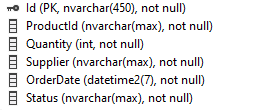 Id (PK, nvarchar(450), not null)
ProductId (nvarchar(max), not null)
Quantity (int, not null)
Supplier (nvarchar(max), not null)
OrderDate (datetime2(7), not null)
Status (nvarchar(max), not null)